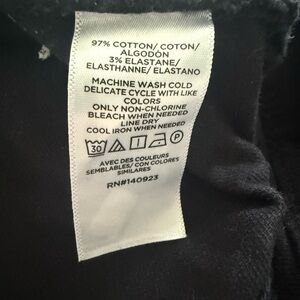 97% COTTON/ COTON/
ALGODÓN
3% ELASTANE/
ELASTHANNE/ ELASTANO
MACHINE WASH COLD
DELICATE CYCLE WITH LIKE
COLORS
ONLY NON-CHLORINE
BLEACH WHEN NEEDED
LINE DRY
COOL IRON WHEN NEEDED
30 P
AVEC DES COULEURS
SEMBLABLES/ CON COLORES
SIMILARES
RN#140923